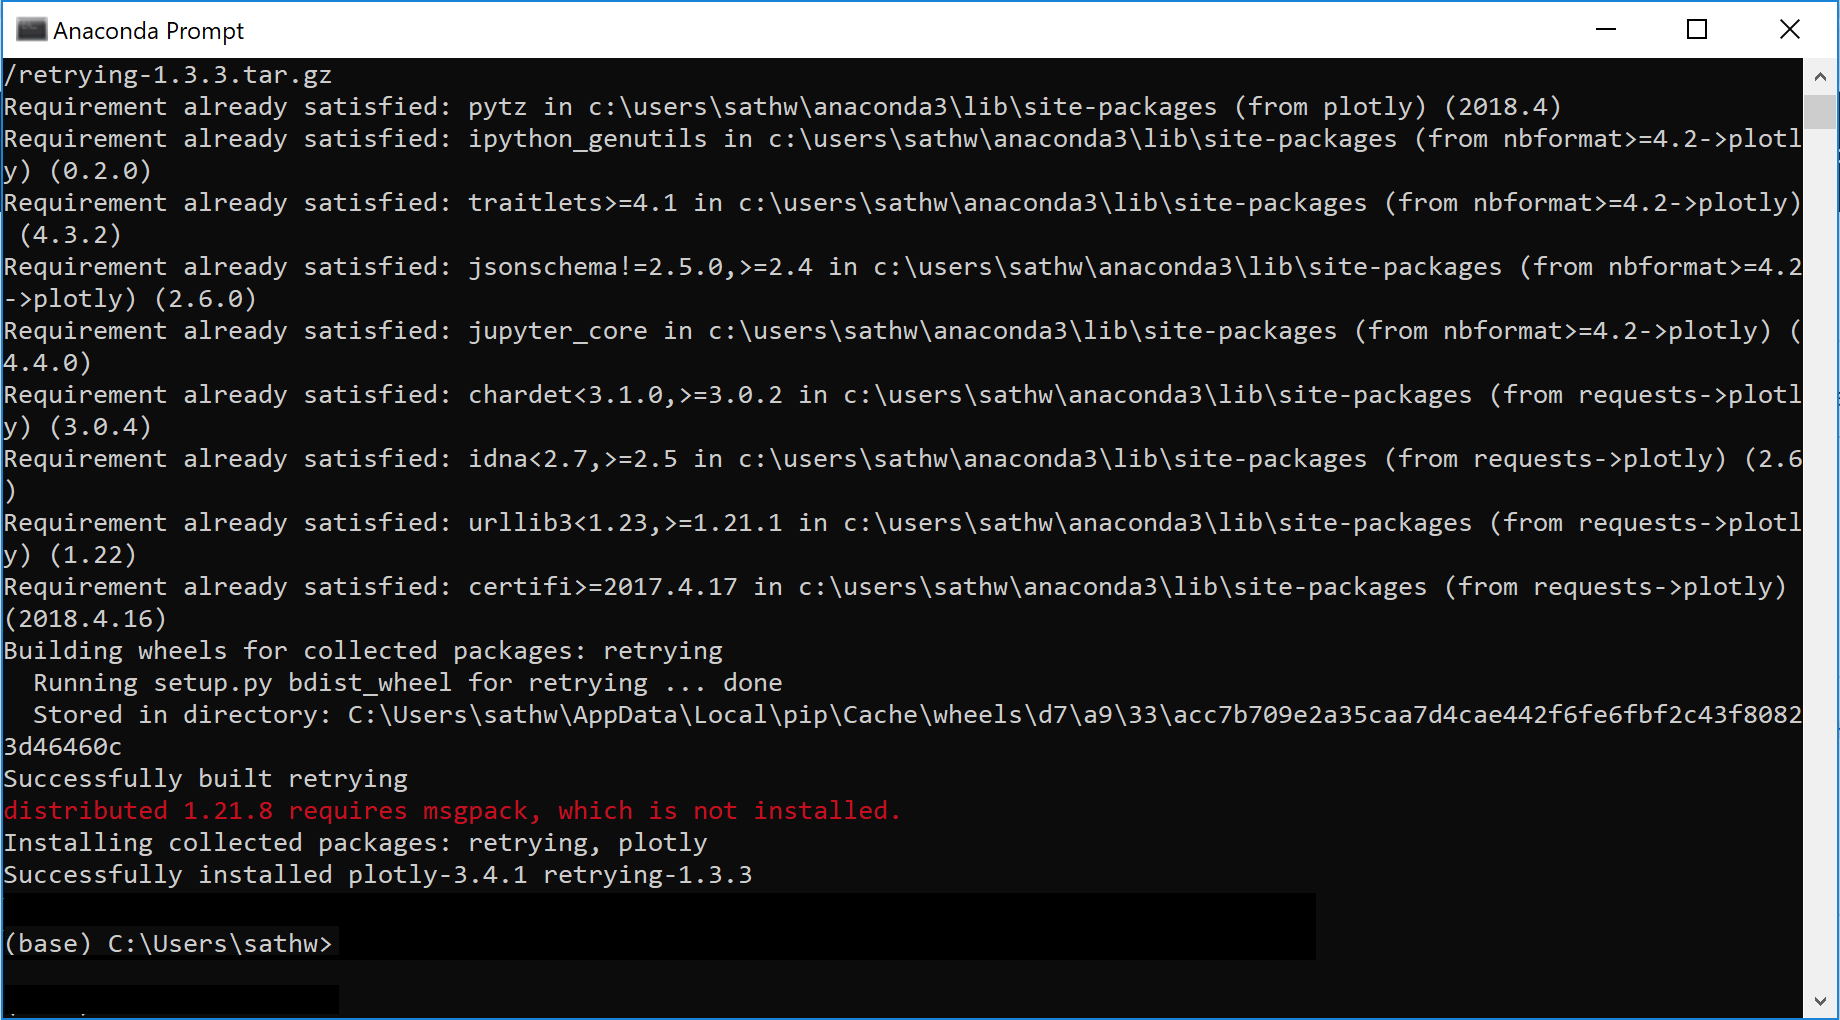 Anaconda Prompt
/retrying-1.3.3.tar.gz
Requirement already satisfied: pytz in c:\users\sathw\anaconda3\lib\site-packages (from plotly) (2018.4)
Requirement already satisfied: ipython_genutils in c:\users\sathw\anaconda3\lib\site-packages (from nbformat>=4.2->plotl
y) (0.2.0)
Requirement already satisfied: traitlets>=4.1 in c:\users\sathw\anaconda3\lib\site-packages (from nbformat>=4.2->plotly)
 (4.3.2)
Requirement already satisfied: jsonschema!=2.5.0,>=2.4 in c:\users\sathw\anaconda3\lib\site-packages (from nbformat>=4.2
->plotly) (2.6.0)
Requirement already satisfied: jupyter_core in c:\users\sathw\anaconda3\lib\site-packages (from nbformat>=4.2->plotly) (
4.4.0)
Requirement already satisfied: chardet<3.1.0,>=3.0.2 in c:\users\sathw\anaconda3\lib\site-packages (from requests->plotl
y) (3.0.4)
Requirement already satisfied: idna<2.7,>=2.5 in c:\users\sathw\anaconda3\lib\site-packages (from requests->plotly) (2.6
)
Requirement already satisfied: urllib3<1.23,>=1.21.1 in c:\users\sathw\anaconda3\lib\site-packages (from requests->plotl
y) (1.22)
Requirement already satisfied: certifi>=2017.4.17 in c:\users\sathw\anaconda3\lib\site-packages (from requests->plotly)
(2018.4.16)
Building wheels for collected packages: retrying
  Running setup.py bdist_wheel for retrying ... done
  Stored in directory: C:\Users\sathw\AppData\Local\pip\Cache\wheels\d7\a9\33\acc7b709e2a35caa7d4cae442f6fe6fbf2c43f8082
3d46460c
Successfully built retrying
distributed 1.21.8 requires msgpack, which is not installed.
Installing collected packages: retrying, plotly
Successfully installed plotly-3.4.1 retrying-1.3.3
(base) C:\Users\sathw>